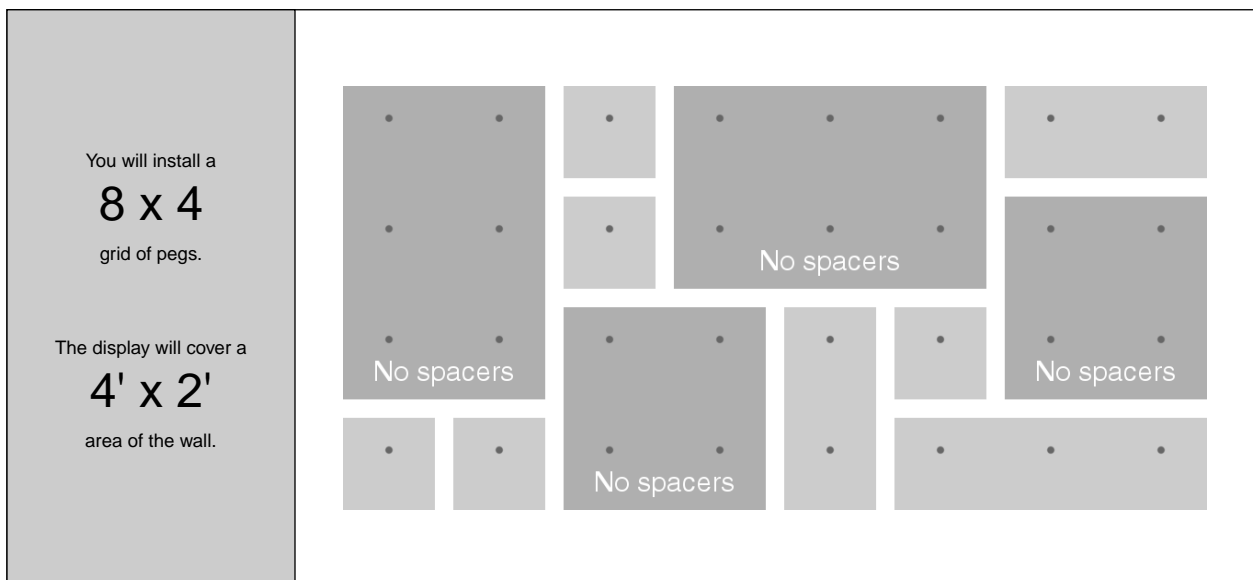 You will install a
8 x 4
grid of pegs.
The display will cover a
4' x 2'
area of the wall.
No spacers
No spacers
No spacers
No spacers